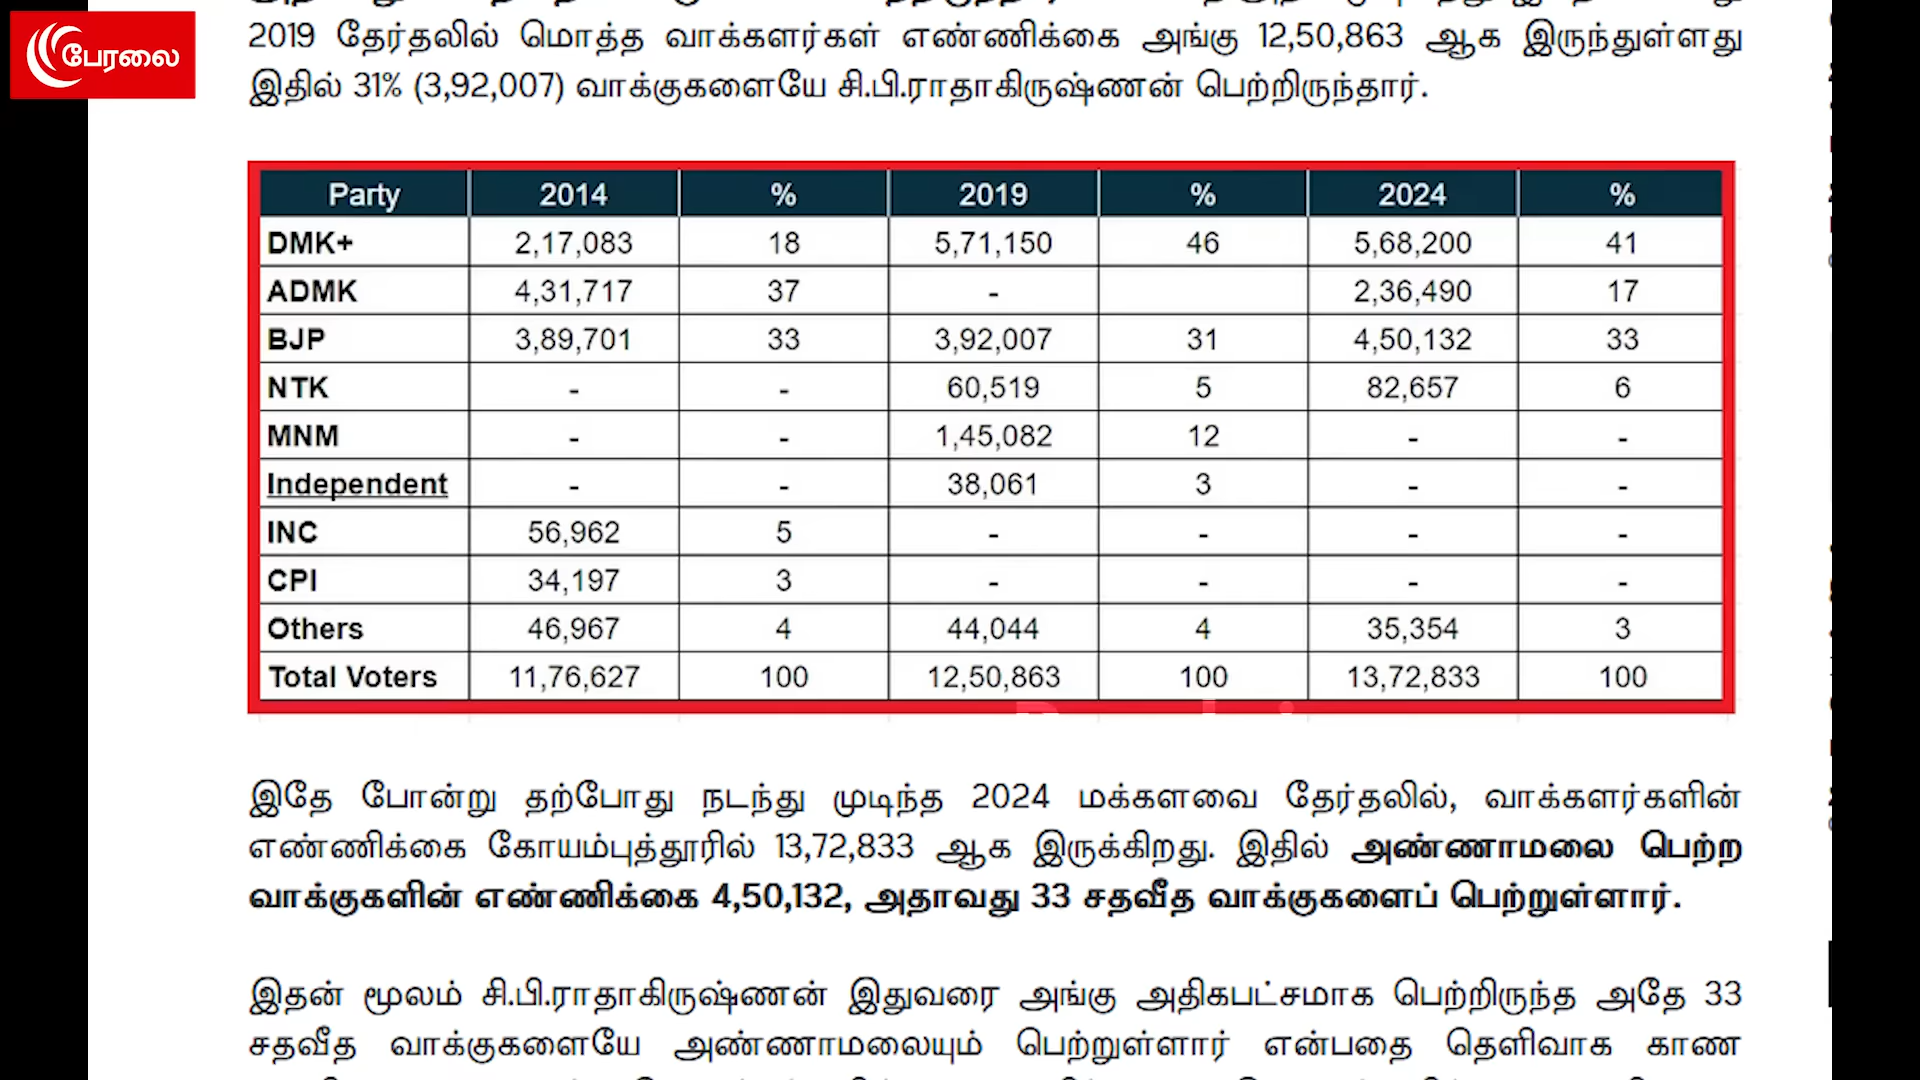 பேரலை
2019 தேர்தலில் மொத்த வாக்களர்கள் எண்ணிக்கை அங்கு 12,50,863 ஆக இருந்துள்ளது
இதில் 31% (3,92,007) வாக்குகளையே சி.பி.ராதாகிருஷ்ணன் பெற்றிருந்தார்.
Party 2014 % 2019 % 2024 %
DMK+ 2,17,083 18 5,71,150 46 5,68,200 41
ADMK 4,31,717 37 - 2,36,490 17
BJP 3,89,701 33 3,92,007 31 4,50,132 33
NTK - - 60,519 5 82,657 6
MNM - - 1,45,082 12 - -
Independent - - 38,061 3 - -
INC 56,962 5 - - - -
CPI 34,197 3 - - - -
Others 46,967 4 44,044 4 35,354 3
Total Voters 11,76,627 100 12,50,863 100 13,72,833 100
இதே போன்று தற்போது நடந்து முடிந்த 2024 மக்களவை தேர்தலில், வாக்களர்களின்
எண்ணிக்கை கோயம்புத்தூரில் 13,72,833 ஆக இருக்கிறது. இதில் அண்ணாமலை பெற்ற
வாக்குகளின் எண்ணிக்கை 4,50,132, அதாவது 33 சதவீத வாக்குகளைப் பெற்றுள்ளார்.
இதன் மூலம் சி.பி.ராதாகிருஷ்ணன் இதுவரை அங்கு அதிகபட்சமாக பெற்றிருந்த அதே 33
சதவீத வாக்குகளையே அண்ணாமலையும் பெற்றுள்ளார் என்பதை தெளிவாக காண